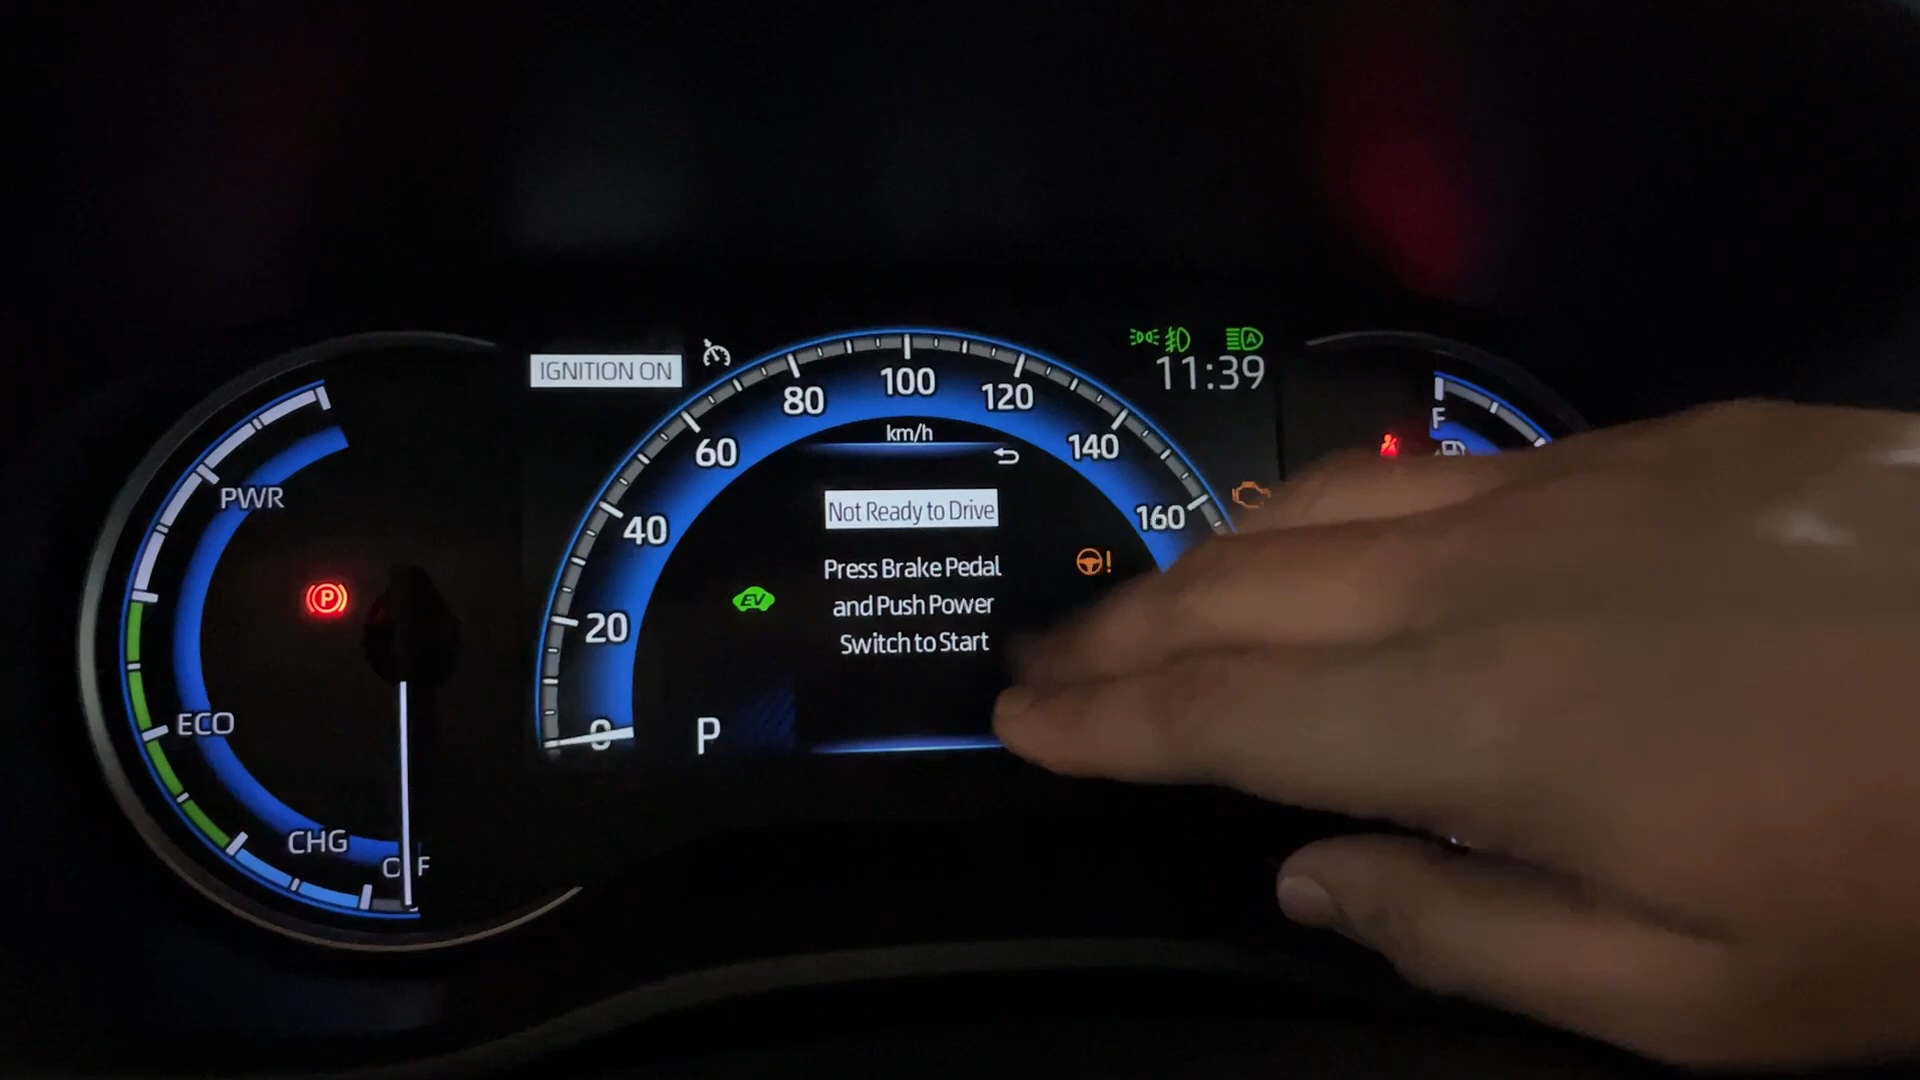 IGNITION ON
11:39
80
100
120
km/h
60
140
40
160
20
0
PWR
ECO
CHG
F
Not Ready to Drive
Press Brake Pedal
and Push Power
Switch to Start
P
EV
P
A